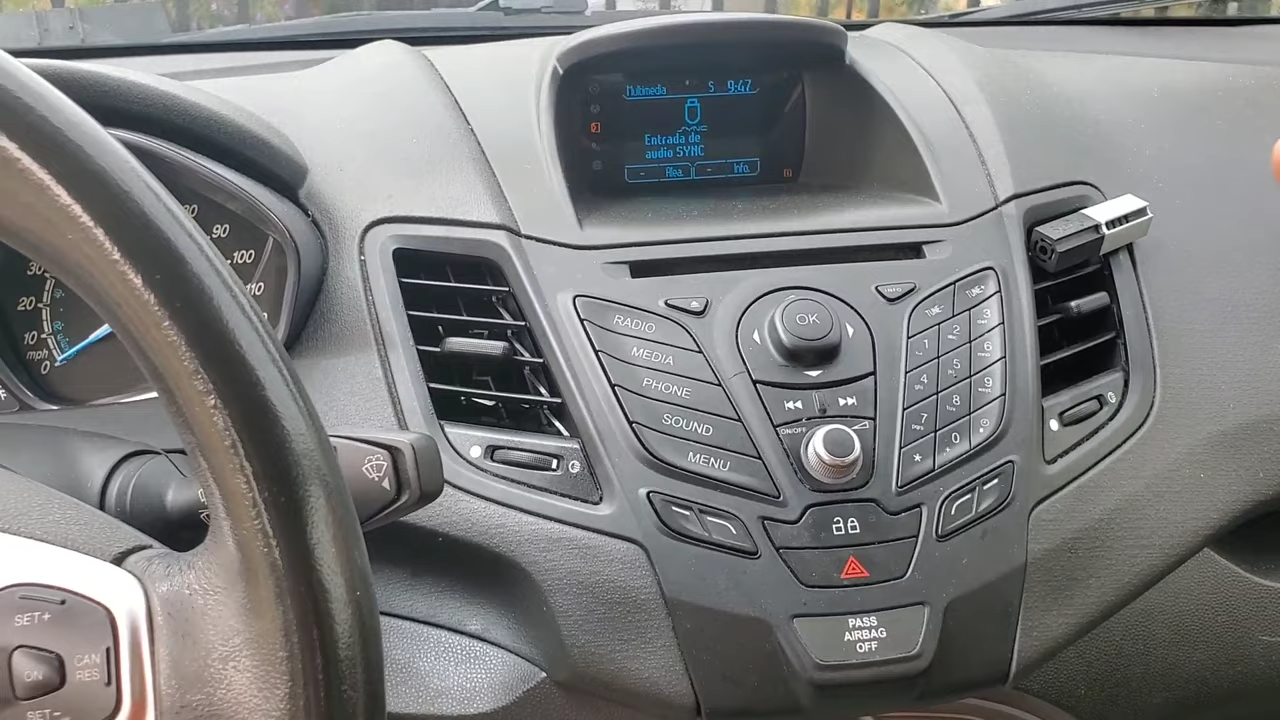 Multimedia S 9:47
SYNC
Entrada de
audio SYNC
- Alea. - Info.
90
100
110
30
20
10
mph
0
RADIO
MEDIA
PHONE
SOUND
MENU
OK
INFO
TUNE-
TUNE+
1
2
3
4
5
6
7 pqrs
8
9
*
0
ON/OFF
PASS
AIRBAG
OFF
SET+
ON
CAN
RES
SET-